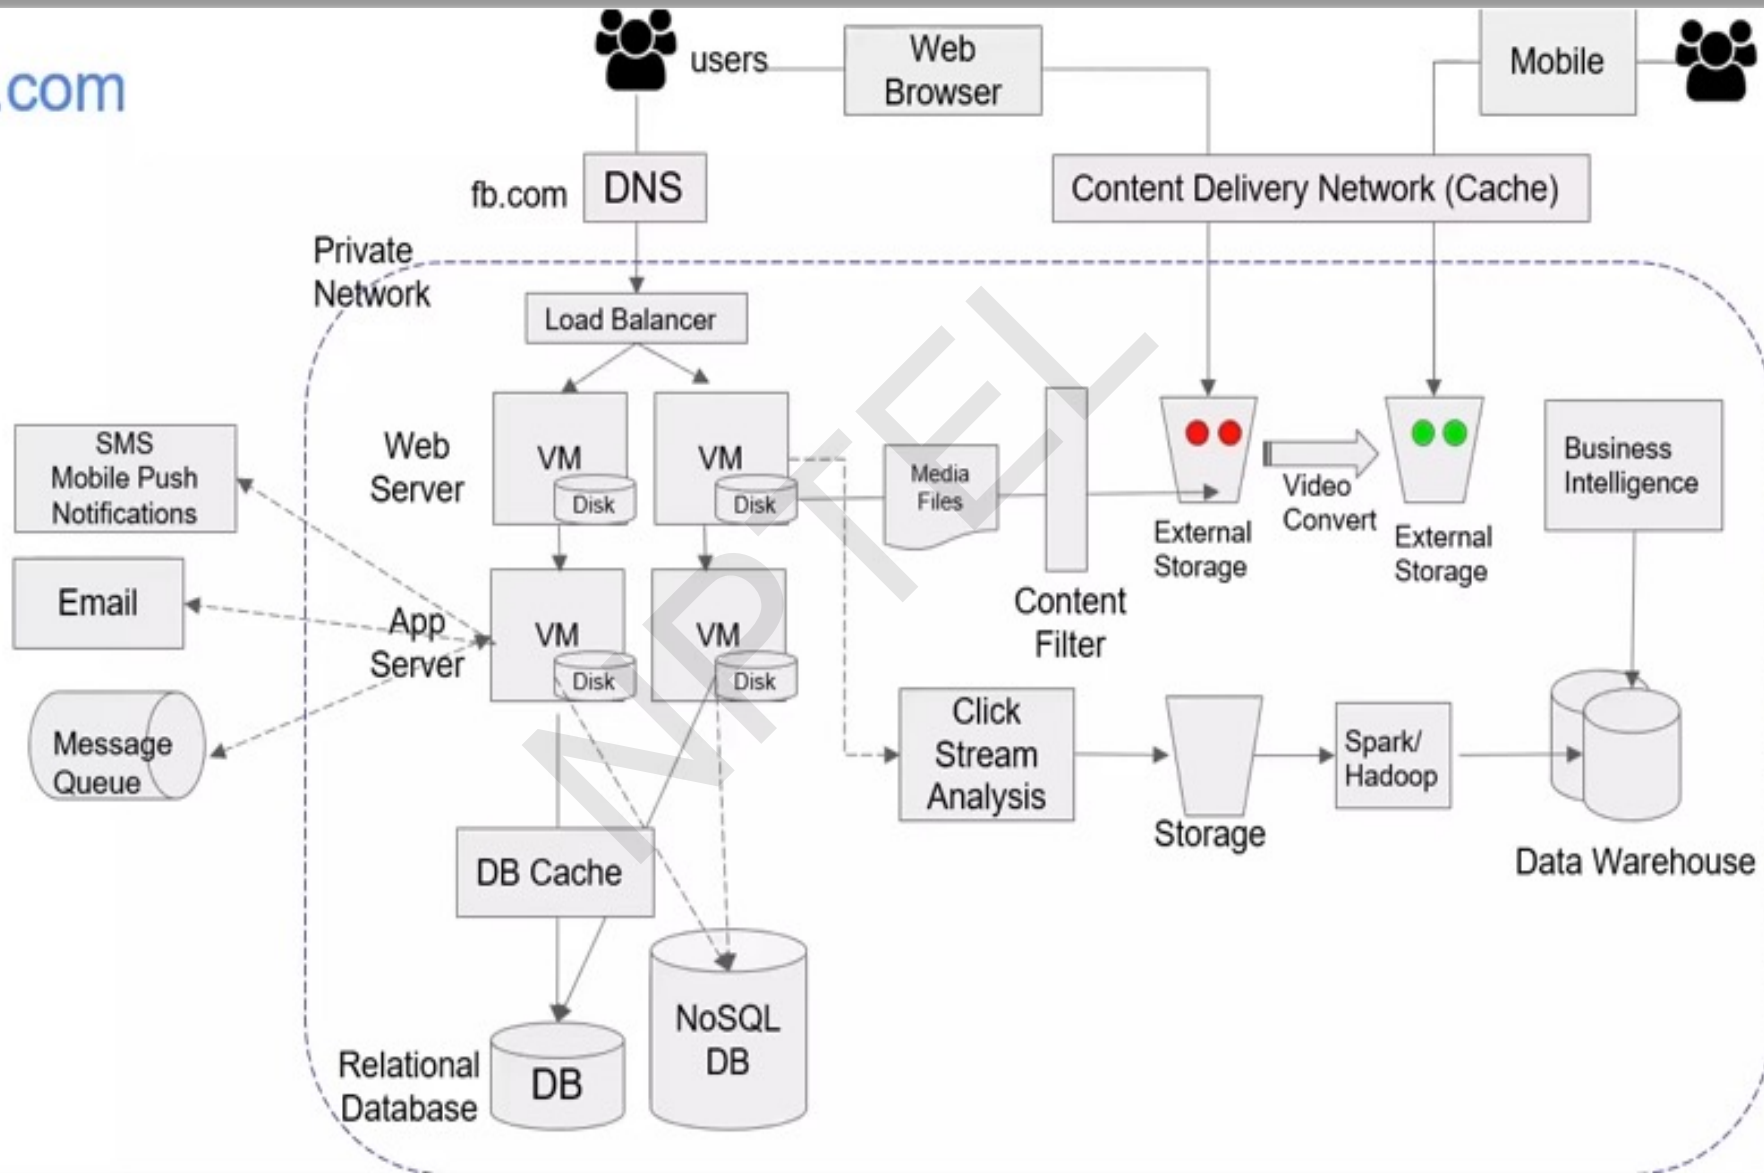 .com
users
Web
Browser
Mobile
fb.com
DNS
Content Delivery Network (Cache)
Private
Network
Load Balancer
Web
Server
VM
Disk
VM
Disk
Media
Files
Content
Filter
External
Storage
Video
Convert
External
Storage
Business
Intelligence
SMS
Mobile Push
Notifications
Email
Message
Queue
App
Server
VM
Disk
VM
Disk
Click
Stream
Analysis
Storage
Spark/
Hadoop
Data Warehouse
DB Cache
Relational
Database
DB
NoSQL
DB
NPTEL